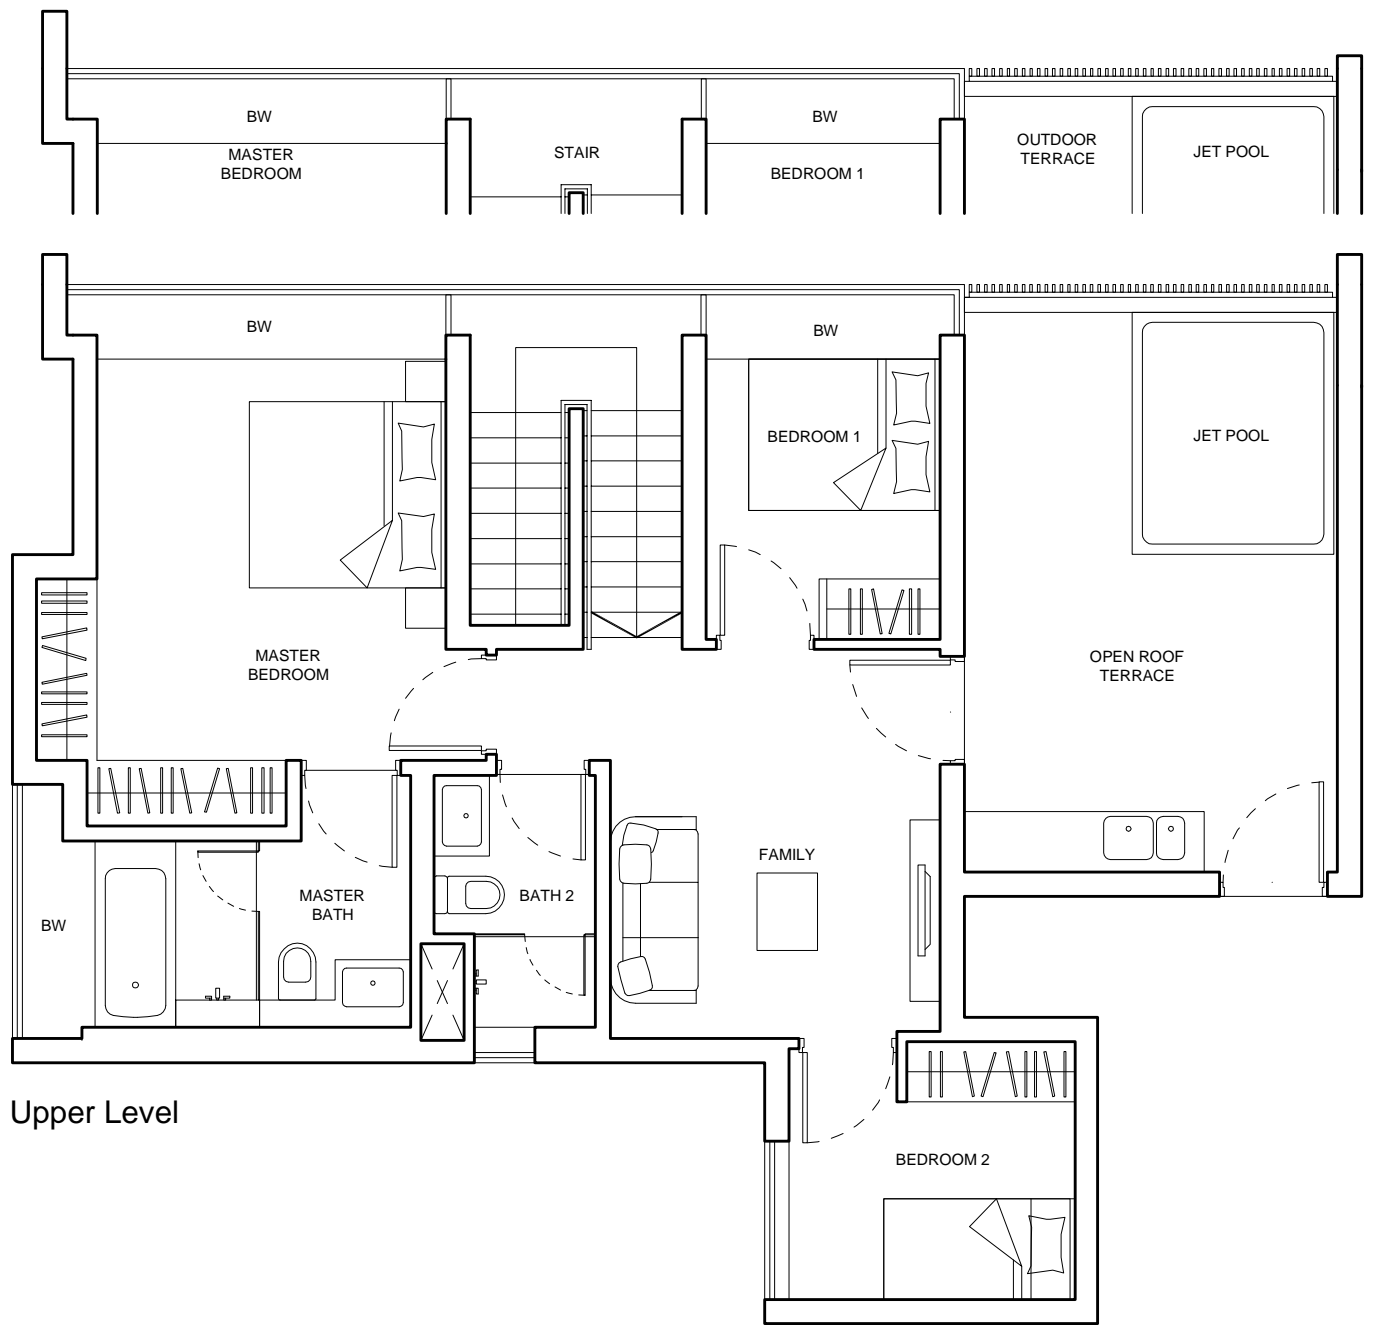 BW
BW
MASTER
BEDROOM
STAIR
BEDROOM 1
OUTDOOR
TERRACE
JET POOL
BW
BW
BEDROOM 1
JET POOL
MASTER
BEDROOM
OPEN ROOF
TERRACE
FAMILY
MASTER
BATH
BATH 2
BW
Upper Level
BEDROOM 2